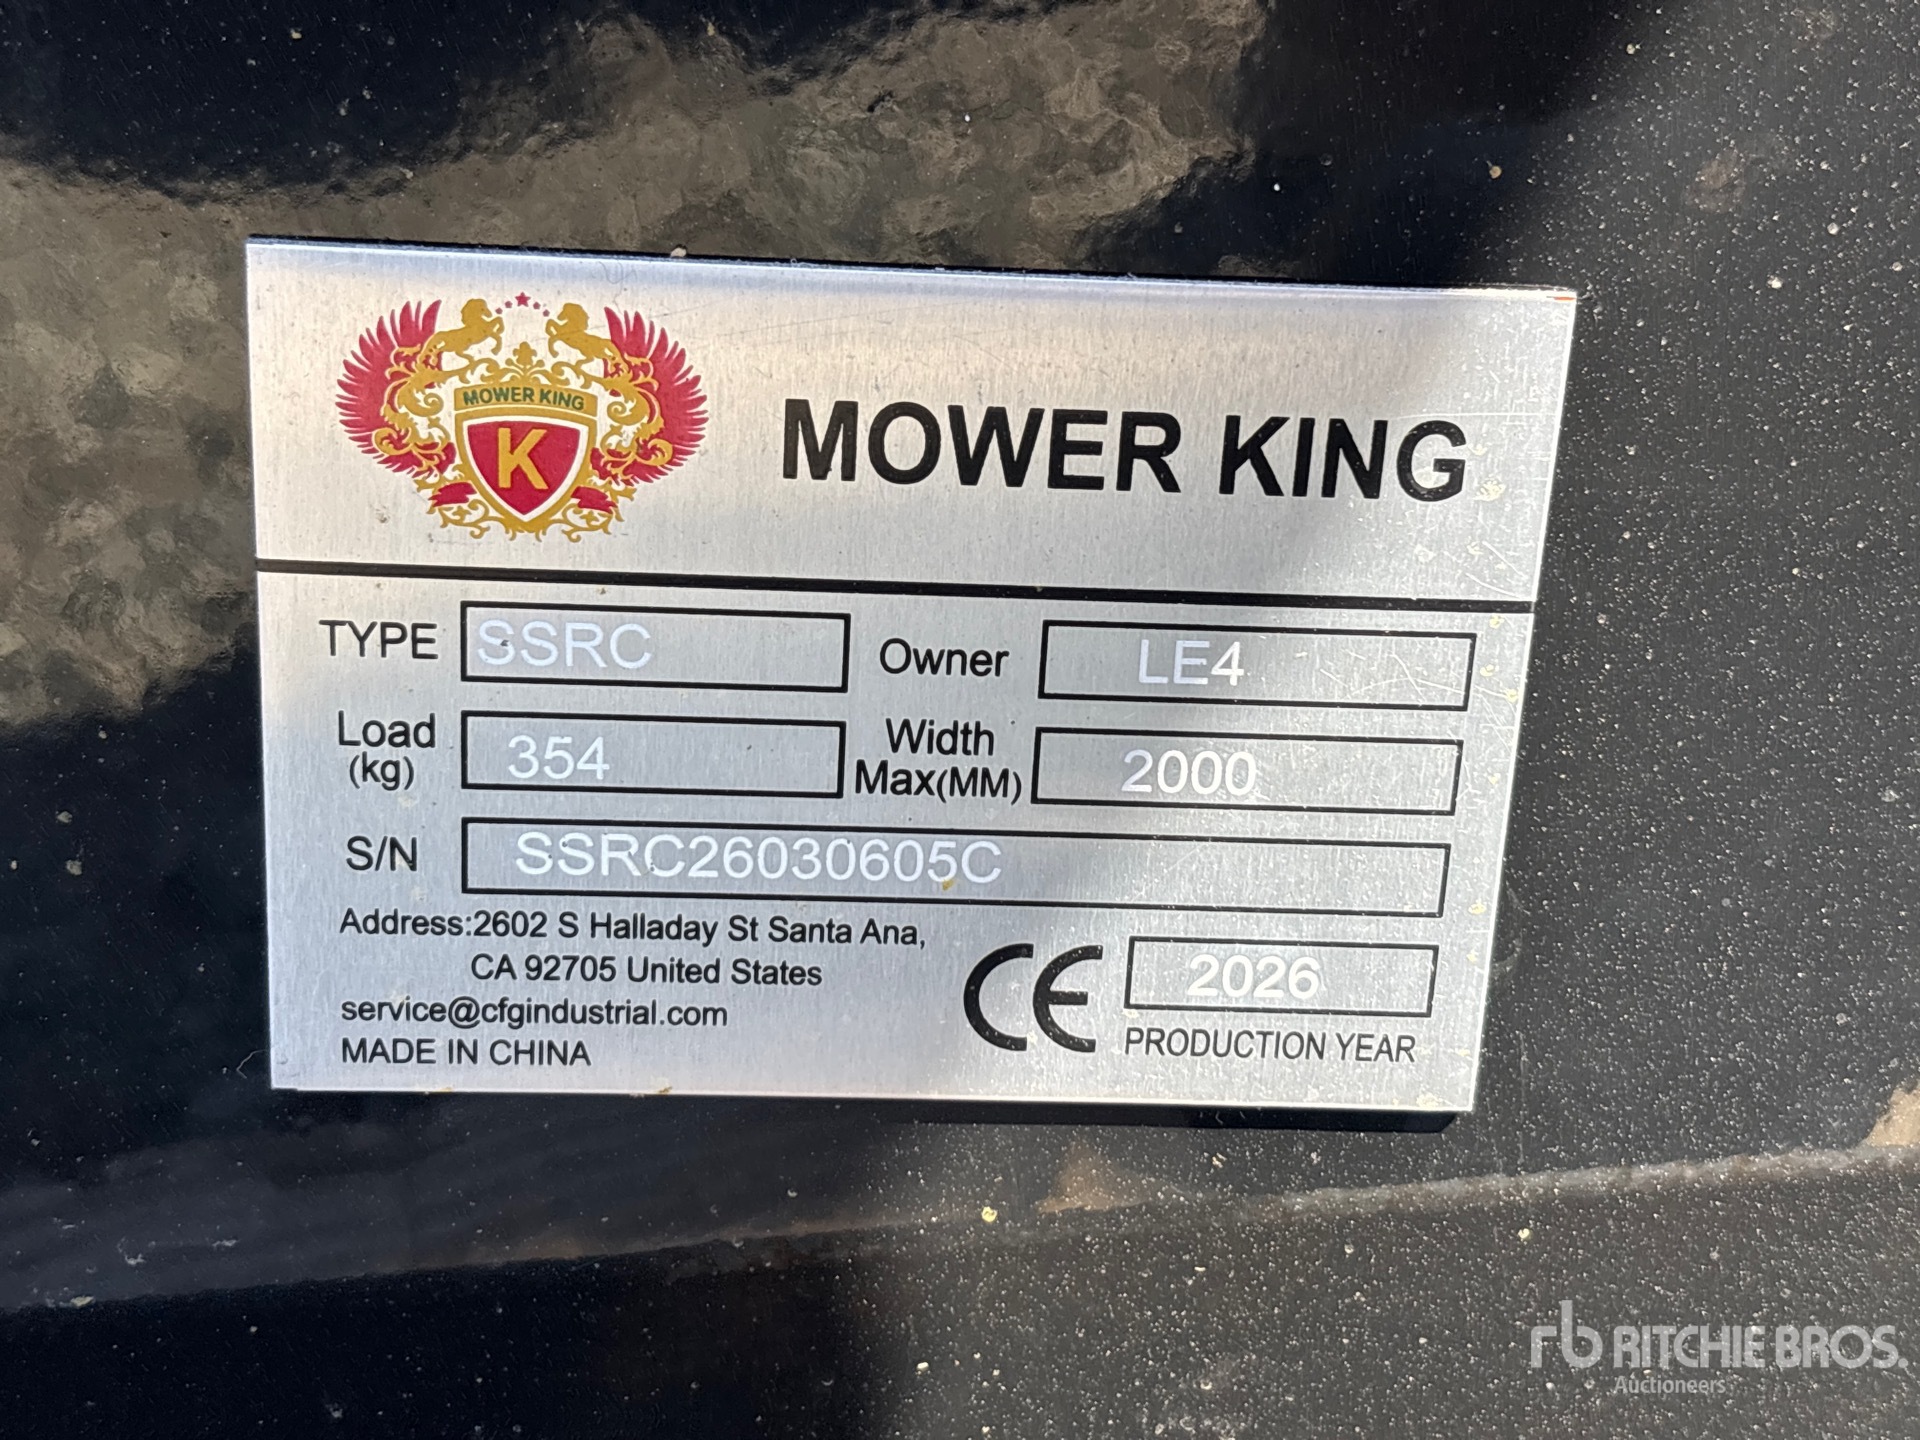 MOWER KING
K
MOWER KING
TYPE SSRC Owner LE4
Load (kg) 354 Width Max(MM) 2000
S/N SSRC26030605C
Address:2602 S Halladay St Santa Ana,
CA 92705 United States
service@cfgindustrial.com
MADE IN CHINA
CE 2026
PRODUCTION YEAR
rb RITCHIE BROS.
Auctioneers